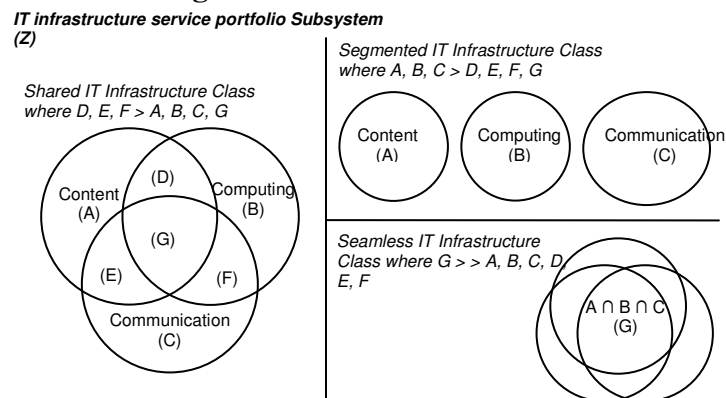 IT infrastructure service portfolio Subsystem
(Z)
Shared IT Infrastructure Class
where D, E, F > A, B, C, G
Content
(A)
(D)
Computing
(B)
(G)
(E)
(F)
Communication
(C)
Segmented IT Infrastructure Class
where A, B, C > D, E, F, G
Content
(A)
Computing
(B)
Communication
(C)
Seamless IT Infrastructure
Class where G > > A, B, C, D,
E, F
A ∩ B ∩ C
(G)